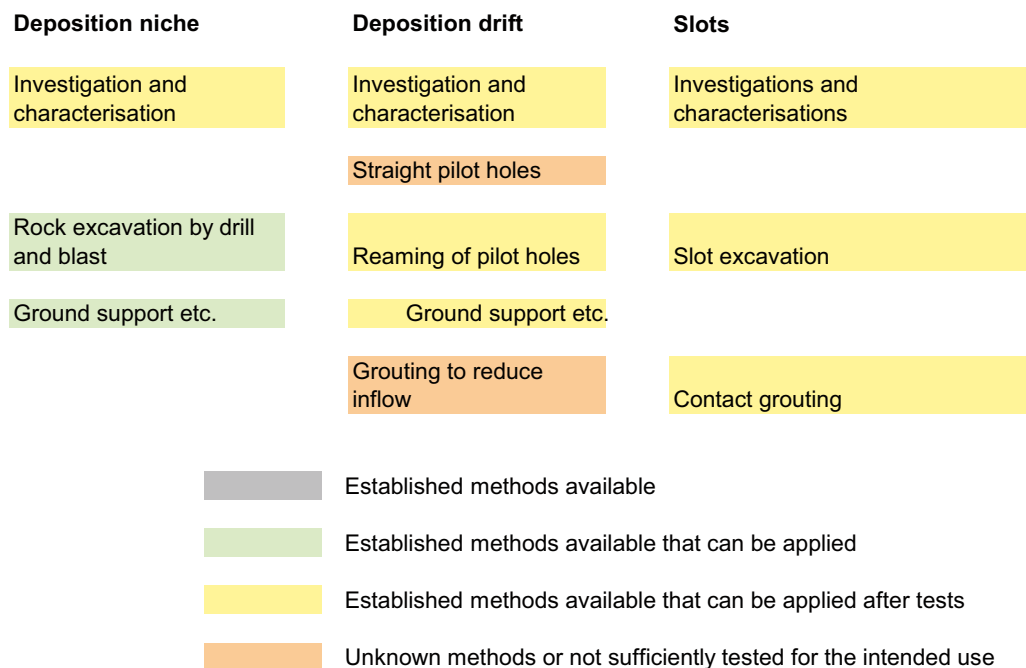 Deposition niche
Deposition drift
Slots
Investigation and
characterisation
Investigation and
characterisation
Investigations and
characterisations
Straight pilot holes
Rock excavation by drill
and blast
Reaming of pilot holes
Slot excavation
Ground support etc.
Ground support etc.
Grouting to reduce
inflow
Contact grouting
Established methods available
Established methods available that can be applied
Established methods available that can be applied after tests
Unknown methods or not sufficiently tested for the intended use